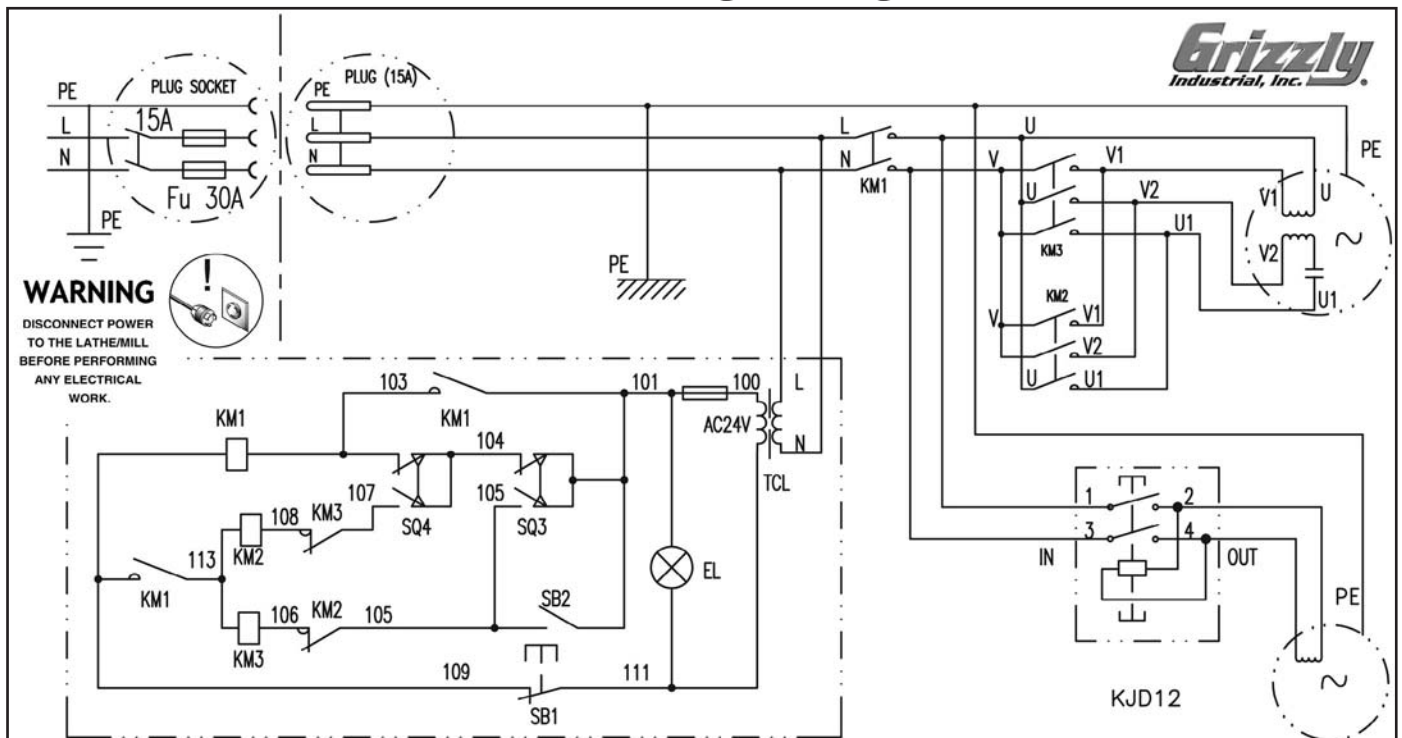 Grizzly
Industrial, Inc.®
PE
PLUG SOCKET
PLUG (15A)
PE
15A
L
L
N
N
Fu 30A
PE
L
N
KM1
U
V
V1
U
V2
KM3
U1
KM2
V
V1
V2
U
U1
PE
V1
U
V2
U1
PE
WARNING
!
DISCONNECT POWER
TO THE LATHE/MILL
BEFORE PERFORMING
ANY ELECTRICAL
WORK.
103
KM1
101
100
L
AC24V
N
TCL
KM1
104
107
105
SQ4
SQ3
108
KM3
KM2
113
KM1
EL
SB2
106
KM2
105
KM3
109
111
SB1
1
2
3
4
IN
OUT
PE
KJD12